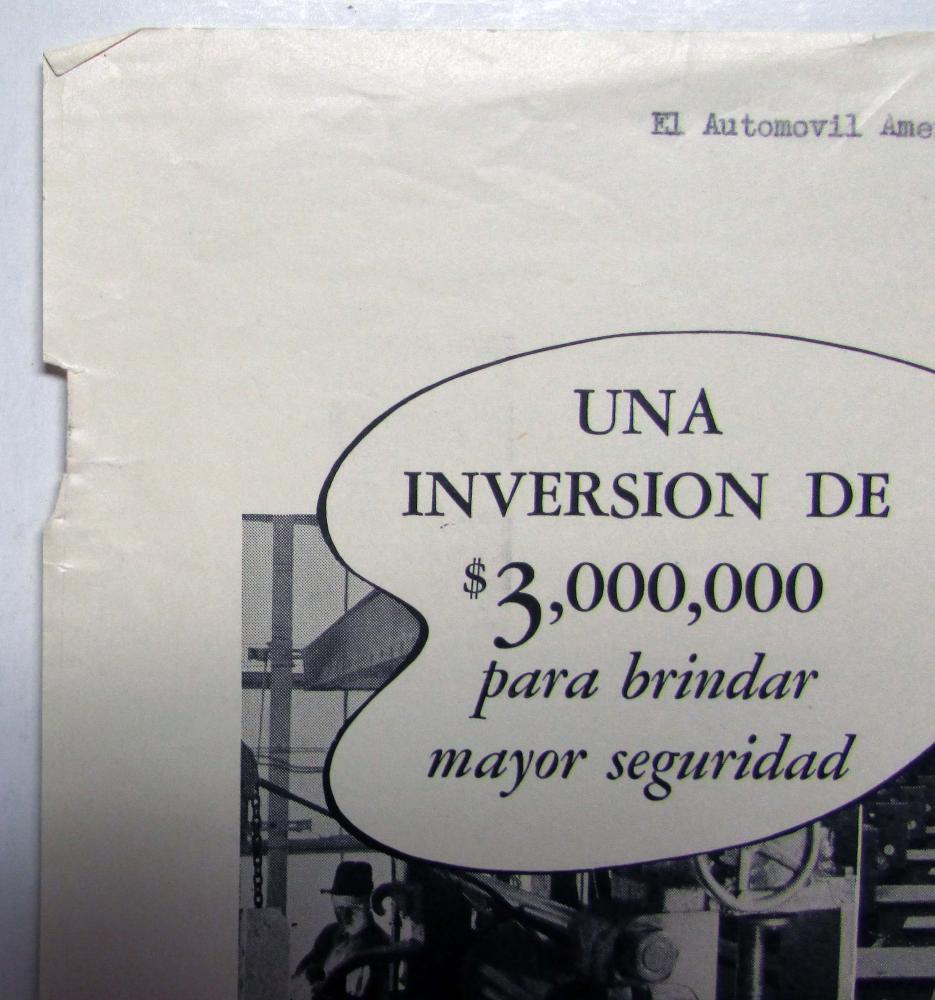 El Automovil Ame
UNA
INVERSION DE
$3,000,000
para brindar
mayor seguridad